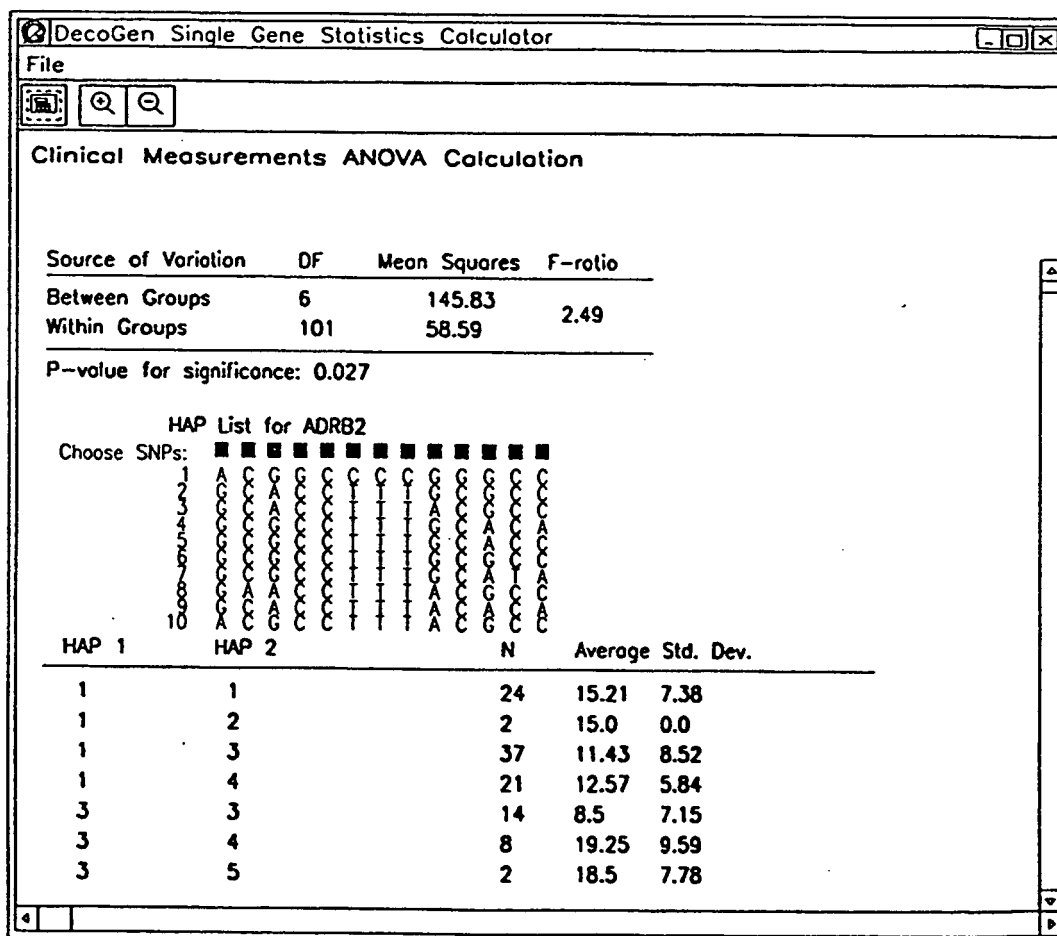 DecoGen Single Gene Statistics Calculator
File
Clinical Measurements ANOVA Calculation
Source of Variation DF Mean Squares F-ratio
Between Groups 6 145.83
2.49
Within Groups 101 58.59
P-value for significance: 0.027
HAP List for ADRB2
Choose SNPs:
1 A C G G C C C C G G G C C
2 G C A C C T T T G C G C C
3 G C A C C T T T A C G C C
4 G C G C C T T T G C A C A
5 G C G C C T T T G C A C C
6 G C G C C T T T G C G C C
7 G C G C C T T T G C A T A
8 G A A C C T T T A C G C C
9 G C A C C T T T A C A C A
10 A C G C C T T T A C G C C
HAP 1 HAP 2 N Average Std. Dev.
1 1 24 15.21 7.38
1 2 2 15.0 0.0
1 3 37 11.43 8.52
1 4 21 12.57 5.84
3 3 14 8.5 7.15
3 4 8 19.25 9.59
3 5 2 18.5 7.78